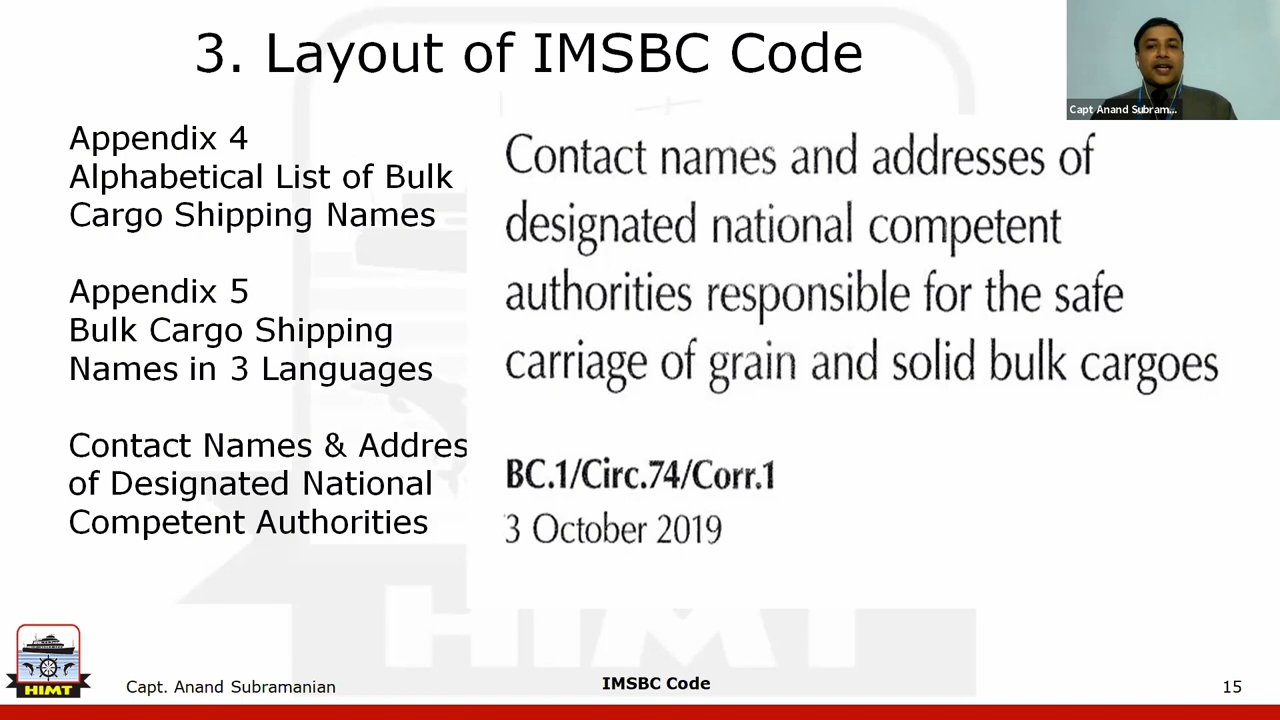 3. Layout of IMSBC Code
Capt Anand Subram...
Appendix 4
Alphabetical List of Bulk
Cargo Shipping Names
Appendix 5
Bulk Cargo Shipping
Names in 3 Languages
Contact Names & Addres
of Designated National
Competent Authorities
Contact names and addresses of
designated national competent
authorities responsible for the safe
carriage of grain and solid bulk cargoes
BC.1/Circ.74/Corr.1
3 October 2019
HIMT
HIMT
Capt. Anand Subramanian
IMSBC Code
15